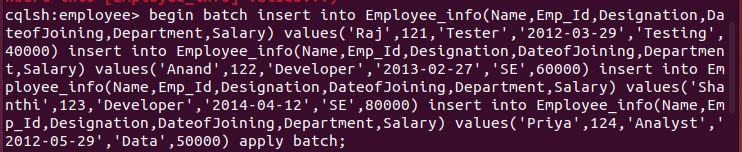 cqlsh:employee> begin batch insert into Employee_info(Name,Emp_Id,Designation,Da
teofJoining,Department,Salary) values('Raj',121,'Tester','2012-03-29','Testing',
40000) insert into Employee_info(Name,Emp_Id,Designation,DateofJoining,Departmen
t,Salary) values('Anand',122,'Developer','2013-02-27','SE',60000) insert into Em
ployee_info(Name,Emp_Id,Designation,DateofJoining,Department,Salary) values('Sha
nthi',123,'Developer','2014-04-12','SE',80000) insert into Employee_info(Name,Em
p_Id,Designation,DateofJoining,Department,Salary) values('Priya',124,'Analyst','
2012-05-29','Data',50000) apply batch;